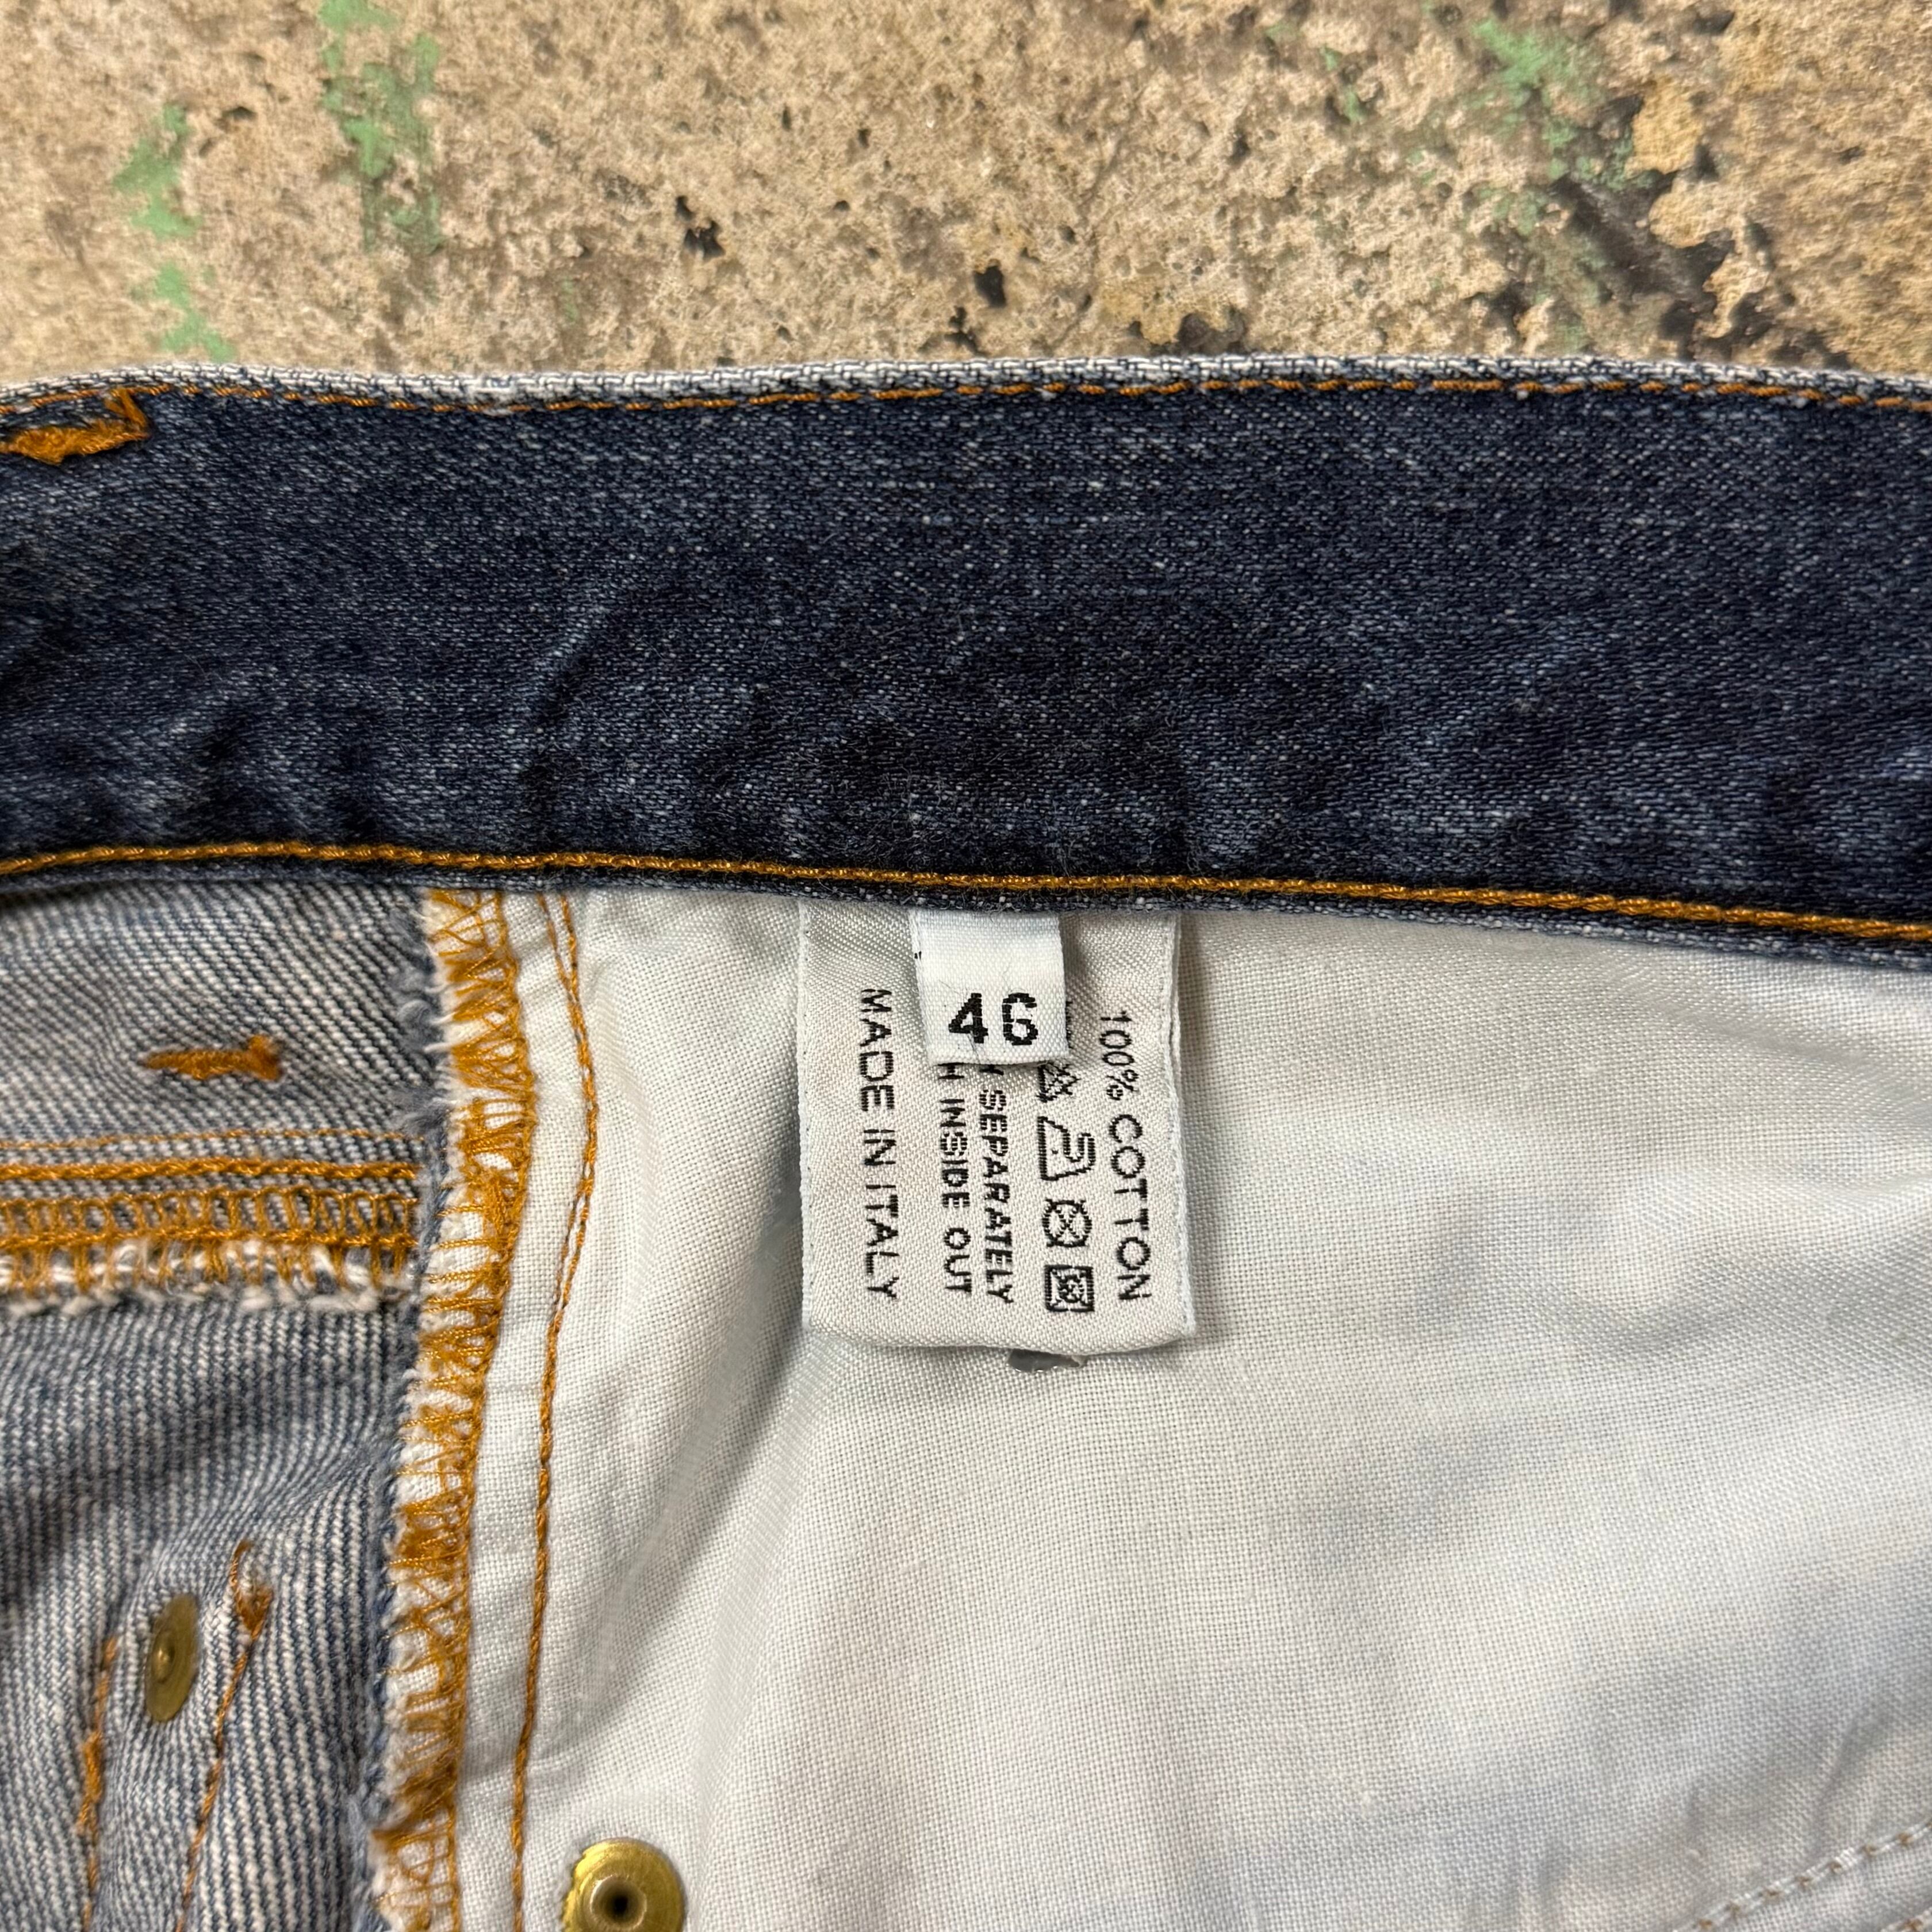 46
100% COTTON
SEPARATELY
INSIDE OUT
MADE IN ITALY